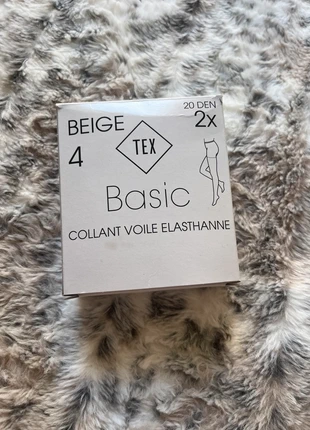 20 DEN
BEIGE 2x
4
TEX
Basic
COLLANT VOILE ELASTHANNE